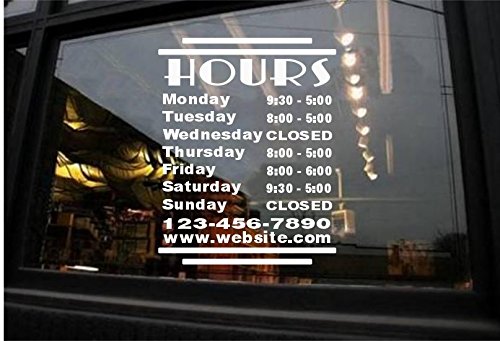 HOURS
Monday 9:30 - 5:00
Tuesday 8:00 - 5:00
Wednesday CLOSED
Thursday 8:00 - 5:00
Friday 8:00 - 6:00
Saturday 9:30 - 5:00
Sunday CLOSED
123-456-7890
www.website.com